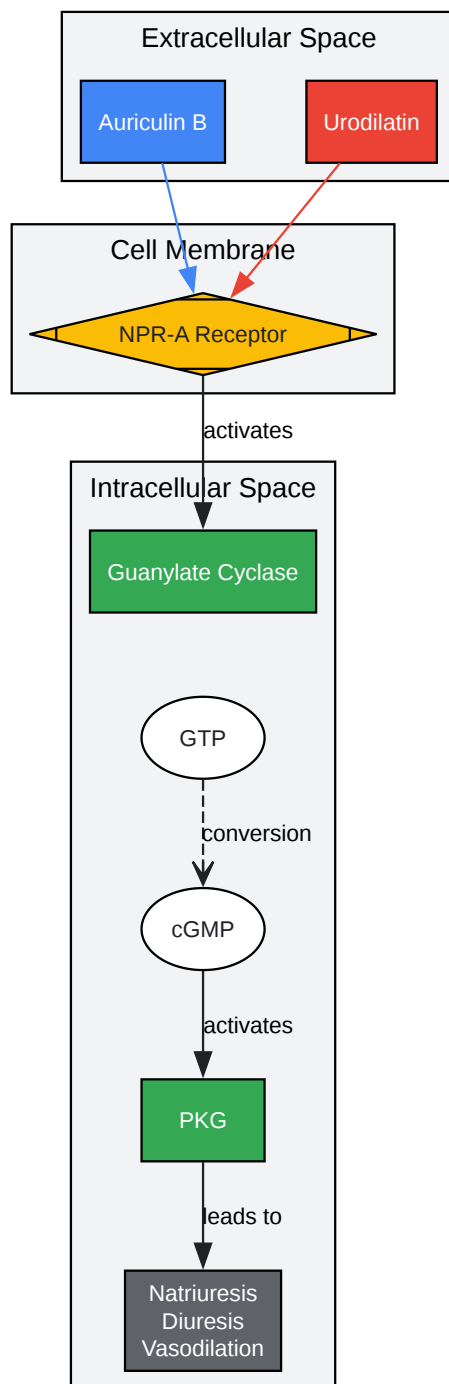 Extracellular Space
Auriculin B
Urodilatin
Cell Membrane
NPR-A Receptor
activates
Intracellular Space
Guanylate Cyclase
GTP
conversion
cGMP
activates
PKG
leads to
Natriuresis
Diuresis
Vasodilation